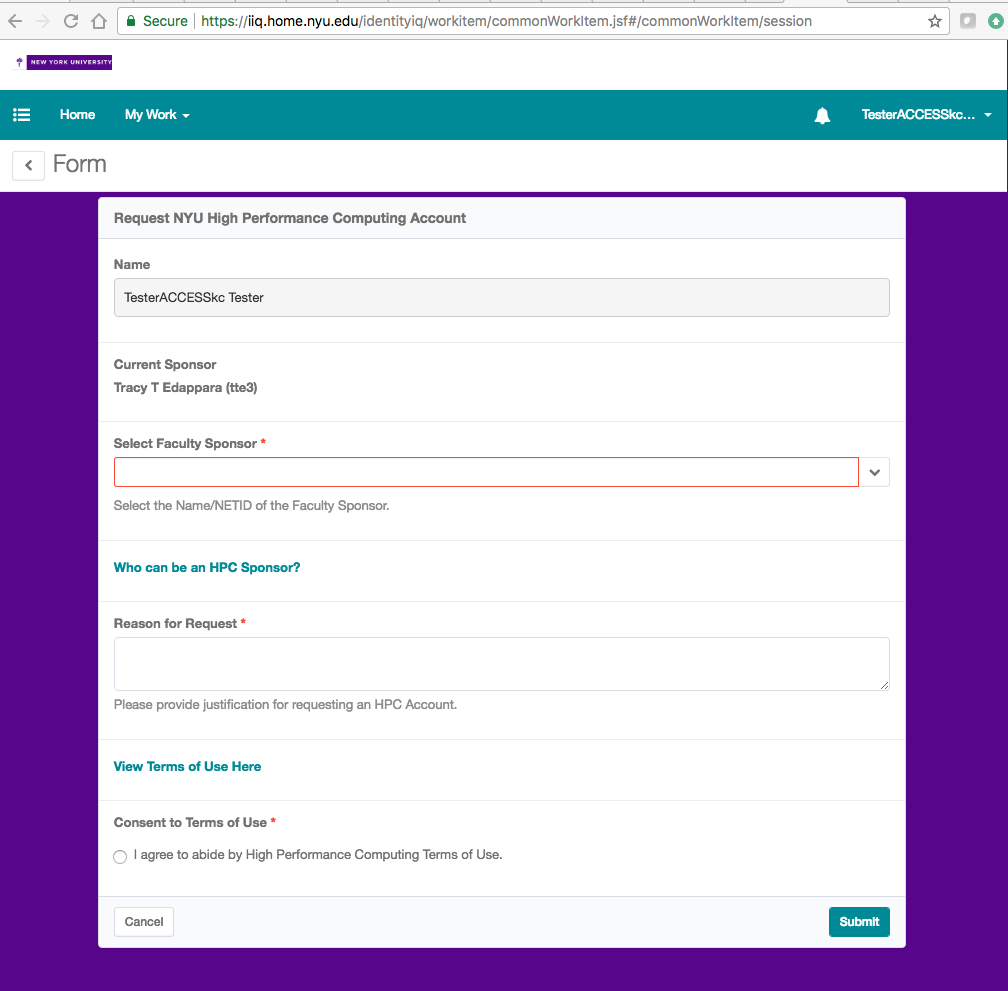 Secure
https://iiq.home.nyu.edu/identityiq/workitem/commonWorkItem.jsf#/commonWorkItem/session
NEW YORK UNIVERSITY
Home
My Work
TesterACCESSkc...
Form
Request NYU High Performance Computing Account
Name
TesterACCESSkc Tester
Current Sponsor
Tracy T Edappara (tte3)
Select Faculty Sponsor *
Select the Name/NETID of the Faculty Sponsor.
Who can be an HPC Sponsor?
Reason for Request *
Please provide justification for requesting an HPC Account.
View Terms of Use Here
Consent to Terms of Use *
I agree to abide by High Performance Computing Terms of Use.
Cancel
Submit